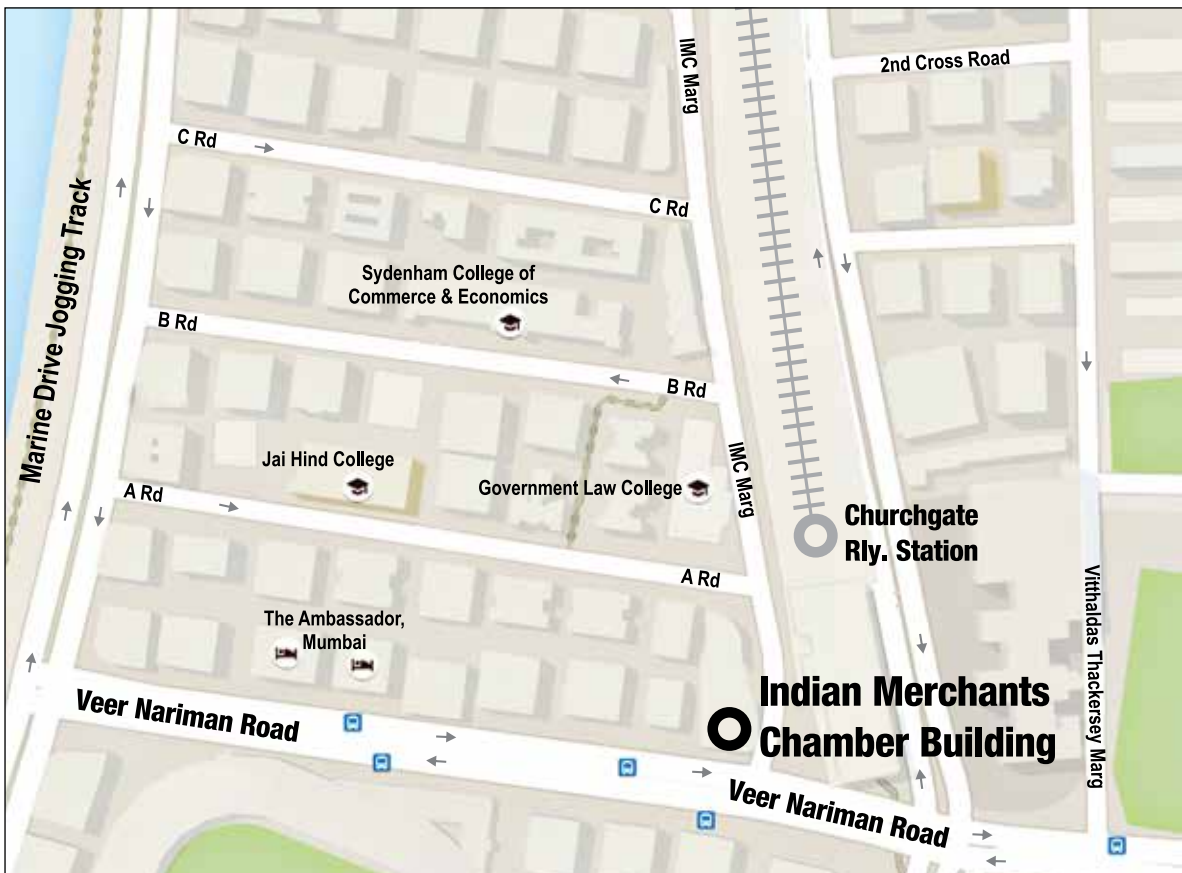 IMC Marg
2nd Cross Road
C Rd
C Rd
Marine Drive Jogging Track
Sydenham College of
Commerce & Economics
B Rd
B Rd
IMC Marg
Jai Hind College
Government Law College
A Rd
Churchgate
Rly. Station
A Rd
Vitthaldas Thackersey Marg
The Ambassador,
Mumbai
Indian Merchants
Chamber Building
Veer Nariman Road
Veer Nariman Road